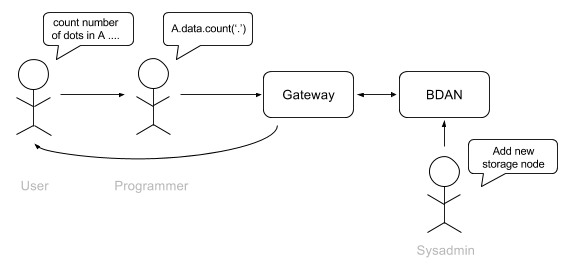 count number
of dots in A ....
A.data.count('.')
Gateway
BDAN
Add new
storage node
User
Programmer
Sysadmin